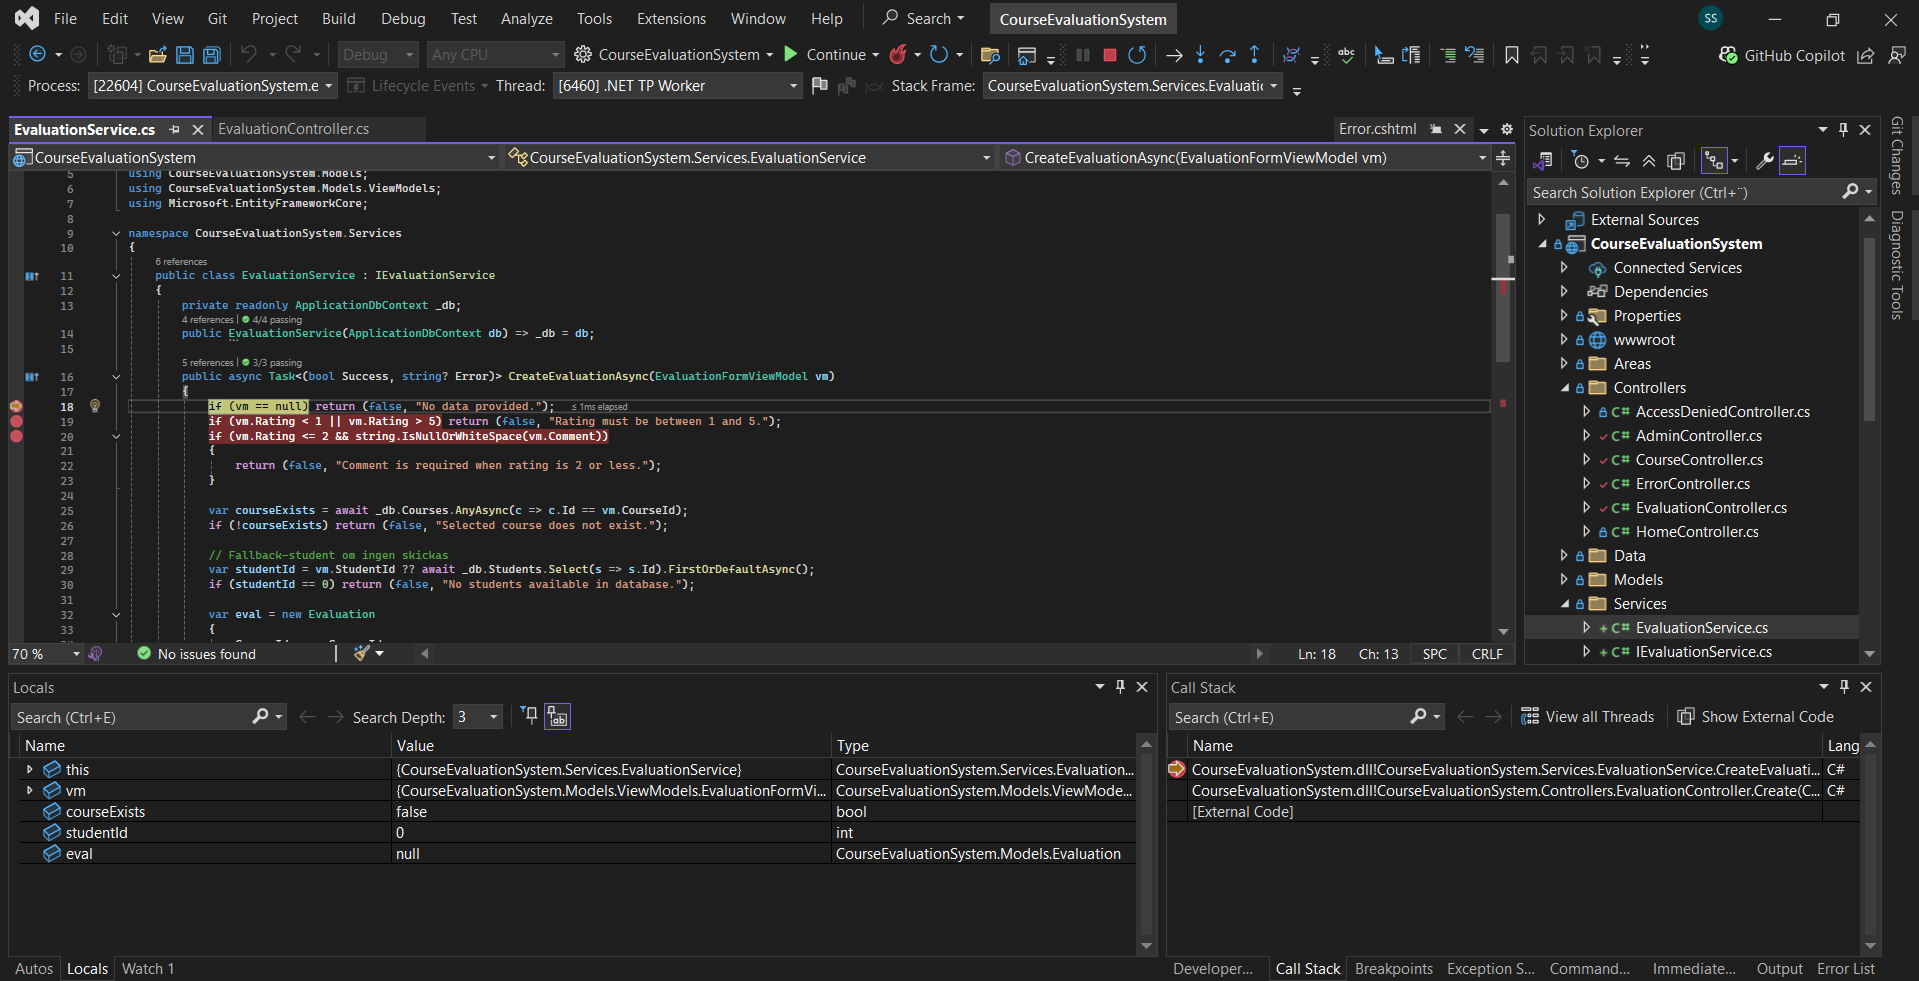 File Edit View Git Project Build Debug Test Analyze Tools Extensions Window Help Search CourseEvaluationSystem SS
Debug Any CPU CourseEvaluationSystem Continue abc GitHub Copilot
Process: [22604] CourseEvaluationSystem.e Lifecycle Events Thread: [6460] .NET TP Worker Stack Frame: CourseEvaluationSystem.Services.Evaluatic
EvaluationService.cs EvaluationController.cs Error.cshtml
CourseEvaluationSystem CourseEvaluationSystem.Services.EvaluationService CreateEvaluationAsync(EvaluationFormViewModel vm)
5 using CourseEvaluationSystem.Models;
6 using CourseEvaluationSystem.Models.ViewModels;
7 using Microsoft.EntityFrameworkCore;
8
9 namespace CourseEvaluationSystem.Services
10 {
6 references
11 public class EvaluationService : IEvaluationService
12 {
13 private readonly ApplicationDbContext _db;
4 references | 4/4 passing
14 public EvaluationService(ApplicationDbContext db) => _db = db;
15
5 references | 3/3 passing
16 public async Task<(bool Success, string? Error)> CreateEvaluationAsync(EvaluationFormViewModel vm)
17 {
18 if (vm == null) return (false, "No data provided."); ≤ 1ms elapsed
19 if (vm.Rating < 1 || vm.Rating > 5) return (false, "Rating must be between 1 and 5.");
20 if (vm.Rating <= 2 && string.IsNullOrWhiteSpace(vm.Comment))
21 {
22 return (false, "Comment is required when rating is 2 or less.");
23 }
24
25 var courseExists = await _db.Courses.AnyAsync(c => c.Id == vm.CourseId);
26 if (!courseExists) return (false, "Selected course does not exist.");
27
28 // Fallback-student om ingen skickas
29 var studentId = vm.StudentId ?? await _db.Students.Select(s => s.Id).FirstOrDefaultAsync();
30 if (studentId == 0) return (false, "No students available in database.");
31
32 var eval = new Evaluation
33 {
70 % No issues found Ln: 18 Ch: 13 SPC CRLF
Solution Explorer
Search Solution Explorer (Ctrl+¨)
External Sources
CourseEvaluationSystem
Connected Services
Dependencies
Properties
wwwroot
Areas
Controllers
C# AccessDeniedController.cs
C# AdminController.cs
C# CourseController.cs
C# ErrorController.cs
C# EvaluationController.cs
C# HomeController.cs
Data
Models
Services
+ C# EvaluationService.cs
+ C# IEvaluationService.cs
Git Changes
Diagnostic Tools
Locals
Search (Ctrl+E) Search Depth: 3
Name Value Type
this {CourseEvaluationSystem.Services.EvaluationService} CourseEvaluationSystem.Services.Evaluation...
vm {CourseEvaluationSystem.Models.ViewModels.EvaluationFormVi... CourseEvaluationSystem.Models.ViewMode...
courseExists false bool
studentId 0 int
eval null CourseEvaluationSystem.Models.Evaluation
Autos Locals Watch 1
Call Stack
Search (Ctrl+E) View all Threads Show External Code
Name Lang
CourseEvaluationSystem.dll!CourseEvaluationSystem.Services.EvaluationService.CreateEvaluati... C#
CourseEvaluationSystem.dll!CourseEvaluationSystem.Controllers.EvaluationController.Create(C... C#
[External Code]
Developer... Call Stack Breakpoints Exception S... Command... Immediate... Output Error List